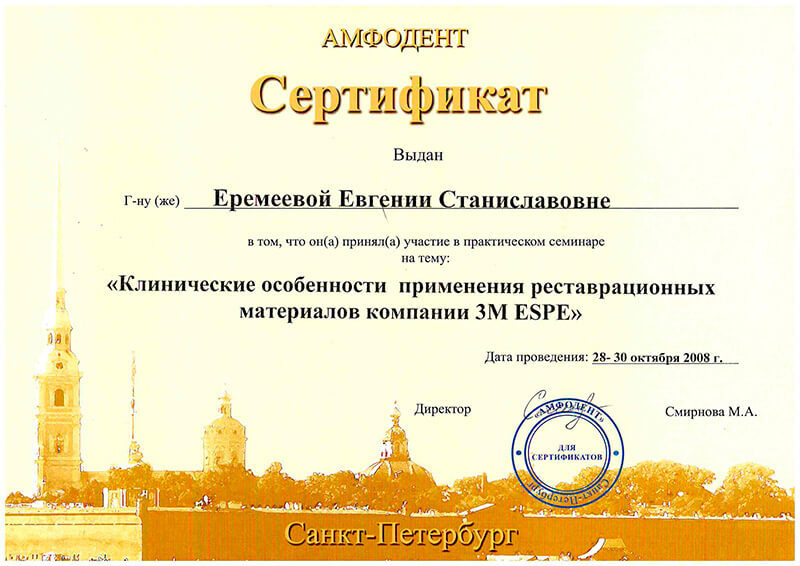 АМФОДЕНТ
Сертификат
Выдан
Г-ну (же) Еремеевой Евгении Станиславовне
в том, что он(а) принял(а) участие в практическом семинаре
на тему:
«Клинические особенности применения реставрационных
материалов компании 3M ESPE»
Дата проведения: 28- 30 октября 2008 г.
Директор
Смирнова М.А.
«АМФОДЕНТ»
ДЛЯ
СЕРТИФИКАТОВ
Санкт-Петербург
Санкт-Петербург